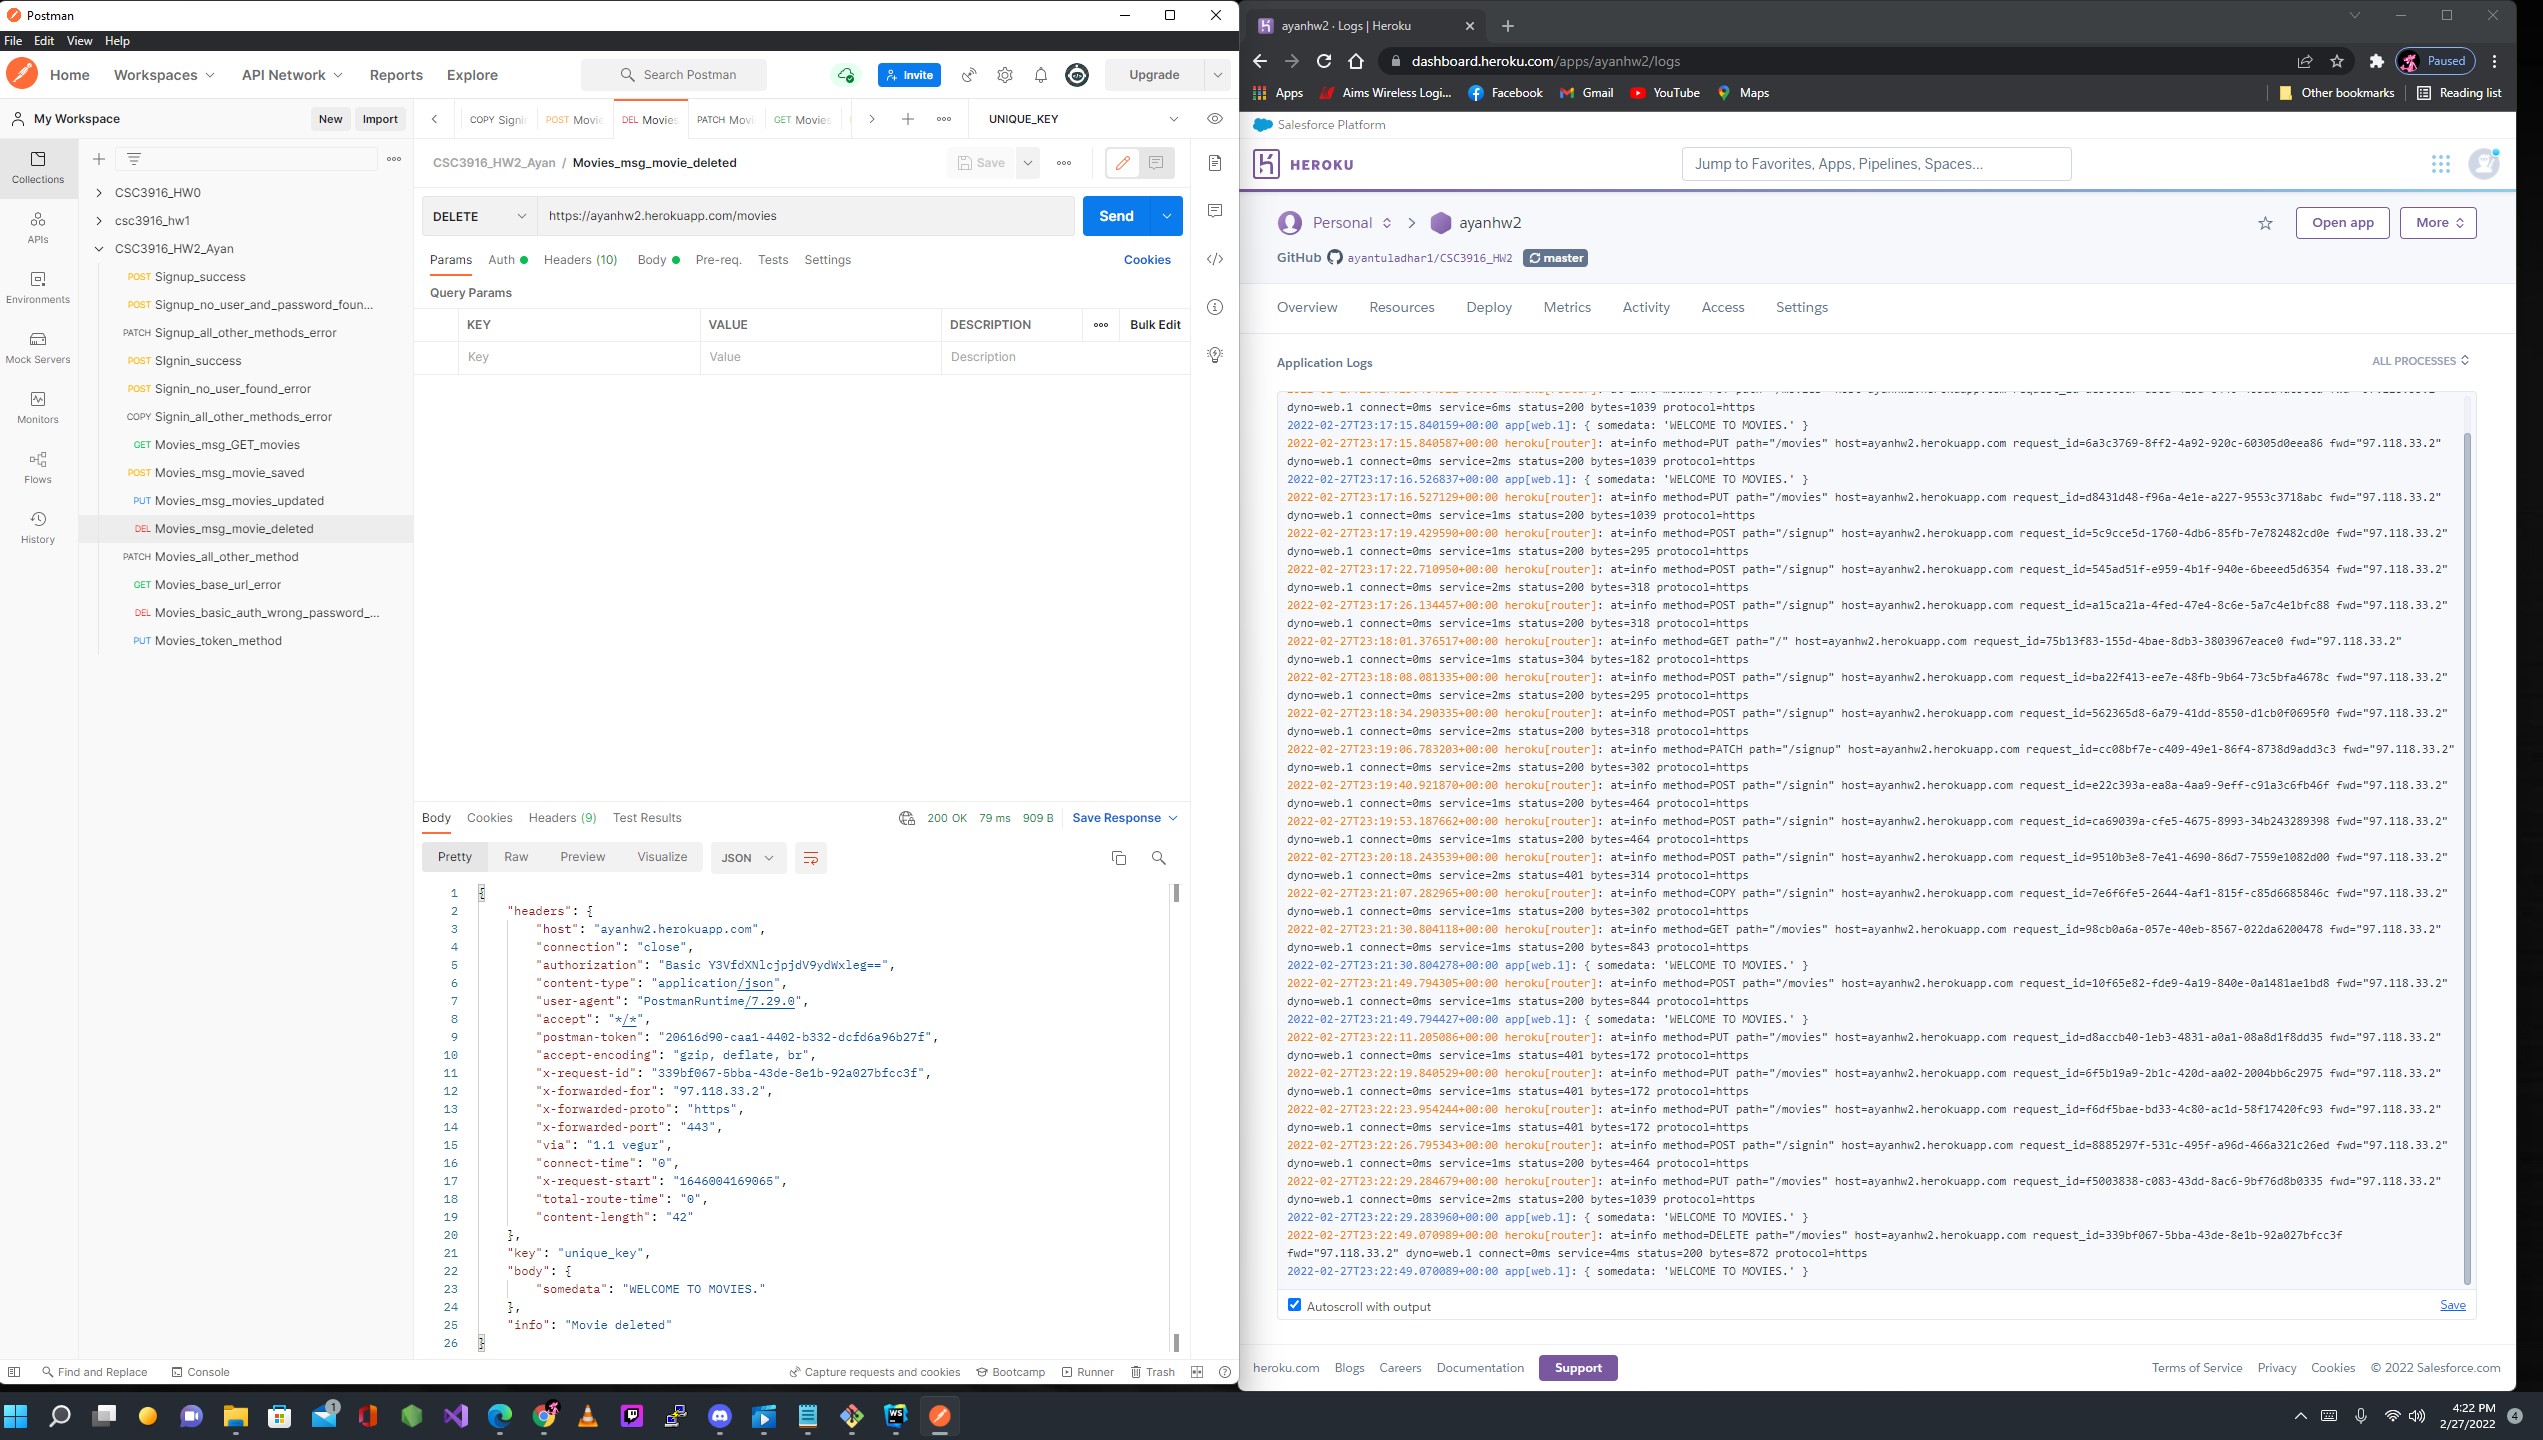 Postman
File Edit View Help
Home Workspaces API Network Reports Explore Search Postman Invite Upgrade
My Workspace New Import
COPY Signi POST Movie DEL Movies PATCH Movi GET Movies UNIQUE_KEY
Collections
APIs
Environments
Mock Servers
Monitors
Flows
History
CSC3916_HW0
csc3916_hw1
CSC3916_HW2_Ayan
POST Signup_success
POST Signup_no_user_and_password_foun...
PATCH Signup_all_other_methods_error
POST SIgnin_success
POST Signin_no_user_found_error
COPY Signin_all_other_methods_error
GET Movies_msg_GET_movies
POST Movies_msg_movie_saved
PUT Movies_msg_movies_updated
DEL Movies_msg_movie_deleted
PATCH Movies_all_other_method
GET Movies_base_url_error
DEL Movies_basic_auth_wrong_password_...
PUT Movies_token_method
CSC3916_HW2_Ayan / Movies_msg_movie_deleted Save
DELETE https://ayanhw2.herokuapp.com/movies Send
Params Auth Headers (10) Body Pre-req. Tests Settings Cookies
Query Params
KEY VALUE DESCRIPTION Bulk Edit
Key Value Description
Body Cookies Headers (9) Test Results 200 OK 79 ms 909 B Save Response
Pretty Raw Preview Visualize JSON
1 {
2 "headers": {
3 "host": "ayanhw2.herokuapp.com",
4 "connection": "close",
5 "authorization": "Basic Y3VfdXNlcjpjdV9ydWxleg==",
6 "content-type": "application/json",
7 "user-agent": "PostmanRuntime/7.29.0",
8 "accept": "*/*",
9 "postman-token": "20616d90-caa1-4402-b332-dcfd6a96b27f",
10 "accept-encoding": "gzip, deflate, br",
11 "x-request-id": "339bf067-5bba-43de-8e1b-92a027bfcc3f",
12 "x-forwarded-for": "97.118.33.2",
13 "x-forwarded-proto": "https",
14 "x-forwarded-port": "443",
15 "via": "1.1 vegur",
16 "connect-time": "0",
17 "x-request-start": "1646004169065",
18 "total-route-time": "0",
19 "content-length": "42"
20 },
21 "key": "unique_key",
22 "body": {
23 "somedata": "WELCOME TO MOVIES."
24 },
25 "info": "Movie deleted"
26 }
Find and Replace Console Capture requests and cookies Bootcamp Runner Trash
ayanhw2 · Logs | Heroku
dashboard.heroku.com/apps/ayanhw2/logs Paused
Apps Aims Wireless Logi... Facebook Gmail YouTube Maps Other bookmarks Reading list
Salesforce Platform
HEROKU Jump to Favorites, Apps, Pipelines, Spaces...
Personal ayanhw2 Open app More
GitHub ayantuladhar1/CSC3916_HW2 master
Overview Resources Deploy Metrics Activity Access Settings
Application Logs ALL PROCESSES
dyno=web.1 connect=0ms service=6ms status=200 bytes=1039 protocol=https
2022-02-27T23:17:15.840159+00:00 app[web.1]: { somedata: 'WELCOME TO MOVIES.' }
2022-02-27T23:17:15.840587+00:00 heroku[router]: at=info method=PUT path="/movies" host=ayanhw2.herokuapp.com request_id=6a3c3769-8ff2-4a92-920c-60305d0eea86 fwd="97.118.33.2"
dyno=web.1 connect=0ms service=2ms status=200 bytes=1039 protocol=https
2022-02-27T23:17:16.526837+00:00 app[web.1]: { somedata: 'WELCOME TO MOVIES.' }
2022-02-27T23:17:16.527129+00:00 heroku[router]: at=info method=PUT path="/movies" host=ayanhw2.herokuapp.com request_id=d8431d48-f96a-4e1e-a227-9553c3718abc fwd="97.118.33.2"
dyno=web.1 connect=0ms service=1ms status=200 bytes=1039 protocol=https
2022-02-27T23:17:19.429590+00:00 heroku[router]: at=info method=POST path="/signup" host=ayanhw2.herokuapp.com request_id=5c9cce5d-1760-4db6-85fb-7e782482cd0e fwd="97.118.33.2"
dyno=web.1 connect=0ms service=1ms status=200 bytes=295 protocol=https
2022-02-27T23:17:22.710950+00:00 heroku[router]: at=info method=POST path="/signup" host=ayanhw2.herokuapp.com request_id=545ad51f-e959-4b1f-940e-6beeed5d6354 fwd="97.118.33.2"
dyno=web.1 connect=0ms service=2ms status=200 bytes=318 protocol=https
2022-02-27T23:17:26.134457+00:00 heroku[router]: at=info method=POST path="/signup" host=ayanhw2.herokuapp.com request_id=a15ca21a-4fed-47e4-8c6e-5a7c4e1bfc88 fwd="97.118.33.2"
dyno=web.1 connect=0ms service=1ms status=200 bytes=318 protocol=https
2022-02-27T23:18:01.376517+00:00 heroku[router]: at=info method=GET path="/" host=ayanhw2.herokuapp.com request_id=75b13f83-155d-4bae-8db3-3803967eace0 fwd="97.118.33.2"
dyno=web.1 connect=0ms service=1ms status=304 bytes=182 protocol=https
2022-02-27T23:18:08.081335+00:00 heroku[router]: at=info method=POST path="/signup" host=ayanhw2.herokuapp.com request_id=ba22f413-ee7e-48fb-9b64-73c5bfa4678c fwd="97.118.33.2"
dyno=web.1 connect=0ms service=2ms status=200 bytes=295 protocol=https
2022-02-27T23:18:34.290335+00:00 heroku[router]: at=info method=POST path="/signup" host=ayanhw2.herokuapp.com request_id=562365d8-6a79-41dd-8550-d1cb0f0695f0 fwd="97.118.33.2"
dyno=web.1 connect=0ms service=2ms status=200 bytes=318 protocol=https
2022-02-27T23:19:06.783203+00:00 heroku[router]: at=info method=PATCH path="/signup" host=ayanhw2.herokuapp.com request_id=cc08bf7e-c409-49e1-86f4-8738d9add3c3 fwd="97.118.33.2"
dyno=web.1 connect=0ms service=2ms status=200 bytes=302 protocol=https
2022-02-27T23:19:40.921870+00:00 heroku[router]: at=info method=POST path="/signin" host=ayanhw2.herokuapp.com request_id=e22c393a-ea8a-4aa9-9eff-c91a3c6fb46f fwd="97.118.33.2"
dyno=web.1 connect=0ms service=1ms status=200 bytes=464 protocol=https
2022-02-27T23:19:53.187662+00:00 heroku[router]: at=info method=POST path="/signin" host=ayanhw2.herokuapp.com request_id=ca69039a-cfe5-4675-8993-34b243289398 fwd="97.118.33.2"
dyno=web.1 connect=0ms service=1ms status=200 bytes=464 protocol=https
2022-02-27T23:20:18.243539+00:00 heroku[router]: at=info method=POST path="/signin" host=ayanhw2.herokuapp.com request_id=9510b3e8-7e41-4690-86d7-7559e1082d00 fwd="97.118.33.2"
dyno=web.1 connect=0ms service=2ms status=401 bytes=314 protocol=https
2022-02-27T23:21:07.282965+00:00 heroku[router]: at=info method=COPY path="/signin" host=ayanhw2.herokuapp.com request_id=7e6f6fe5-2644-4af1-815f-c85d6685846c fwd="97.118.33.2"
dyno=web.1 connect=0ms service=1ms status=200 bytes=302 protocol=https
2022-02-27T23:21:30.804118+00:00 heroku[router]: at=info method=GET path="/movies" host=ayanhw2.herokuapp.com request_id=98cb0a6a-057e-40eb-8567-022da6200478 fwd="97.118.33.2"
dyno=web.1 connect=0ms service=1ms status=200 bytes=843 protocol=https
2022-02-27T23:21:30.804278+00:00 app[web.1]: { somedata: 'WELCOME TO MOVIES.' }
2022-02-27T23:21:49.794305+00:00 heroku[router]: at=info method=POST path="/movies" host=ayanhw2.herokuapp.com request_id=10f65e82-fde9-4a19-840e-0a1481ae1bd8 fwd="97.118.33.2"
dyno=web.1 connect=0ms service=1ms status=200 bytes=844 protocol=https
2022-02-27T23:21:49.794427+00:00 app[web.1]: { somedata: 'WELCOME TO MOVIES.' }
2022-02-27T23:22:11.205086+00:00 heroku[router]: at=info method=PUT path="/movies" host=ayanhw2.herokuapp.com request_id=d8accb40-1eb3-4831-a0a1-08a8d1f8dd35 fwd="97.118.33.2"
dyno=web.1 connect=0ms service=1ms status=401 bytes=172 protocol=https
2022-02-27T23:22:19.840529+00:00 heroku[router]: at=info method=PUT path="/movies" host=ayanhw2.herokuapp.com request_id=6f5b19a9-2b1c-420d-aa02-2004bb6c2975 fwd="97.118.33.2"
dyno=web.1 connect=0ms service=1ms status=401 bytes=172 protocol=https
2022-02-27T23:22:23.954244+00:00 heroku[router]: at=info method=PUT path="/movies" host=ayanhw2.herokuapp.com request_id=f6df5bae-bd33-4c80-ac1d-58f17420fc93 fwd="97.118.33.2"
dyno=web.1 connect=0ms service=1ms status=401 bytes=172 protocol=https
2022-02-27T23:22:26.795343+00:00 heroku[router]: at=info method=POST path="/signin" host=ayanhw2.herokuapp.com request_id=8885297f-531c-495f-a96d-466a321c26ed fwd="97.118.33.2"
dyno=web.1 connect=0ms service=1ms status=200 bytes=464 protocol=https
2022-02-27T23:22:29.284679+00:00 heroku[router]: at=info method=PUT path="/movies" host=ayanhw2.herokuapp.com request_id=f5003838-c083-43dd-8ac6-9bf76d8b0335 fwd="97.118.33.2"
dyno=web.1 connect=0ms service=2ms status=200 bytes=1039 protocol=https
2022-02-27T23:22:29.283960+00:00 app[web.1]: { somedata: 'WELCOME TO MOVIES.' }
2022-02-27T23:22:49.070989+00:00 heroku[router]: at=info method=DELETE path="/movies" host=ayanhw2.herokuapp.com request_id=339bf067-5bba-43de-8e1b-92a027bfcc3f
fwd="97.118.33.2" dyno=web.1 connect=0ms service=4ms status=200 bytes=872 protocol=https
2022-02-27T23:22:49.070089+00:00 app[web.1]: { somedata: 'WELCOME TO MOVIES.' }
Autoscroll with output Save
heroku.com Blogs Careers Documentation Support Terms of Service Privacy Cookies © 2022 Salesforce.com
4:22 PM
2/27/2022
4